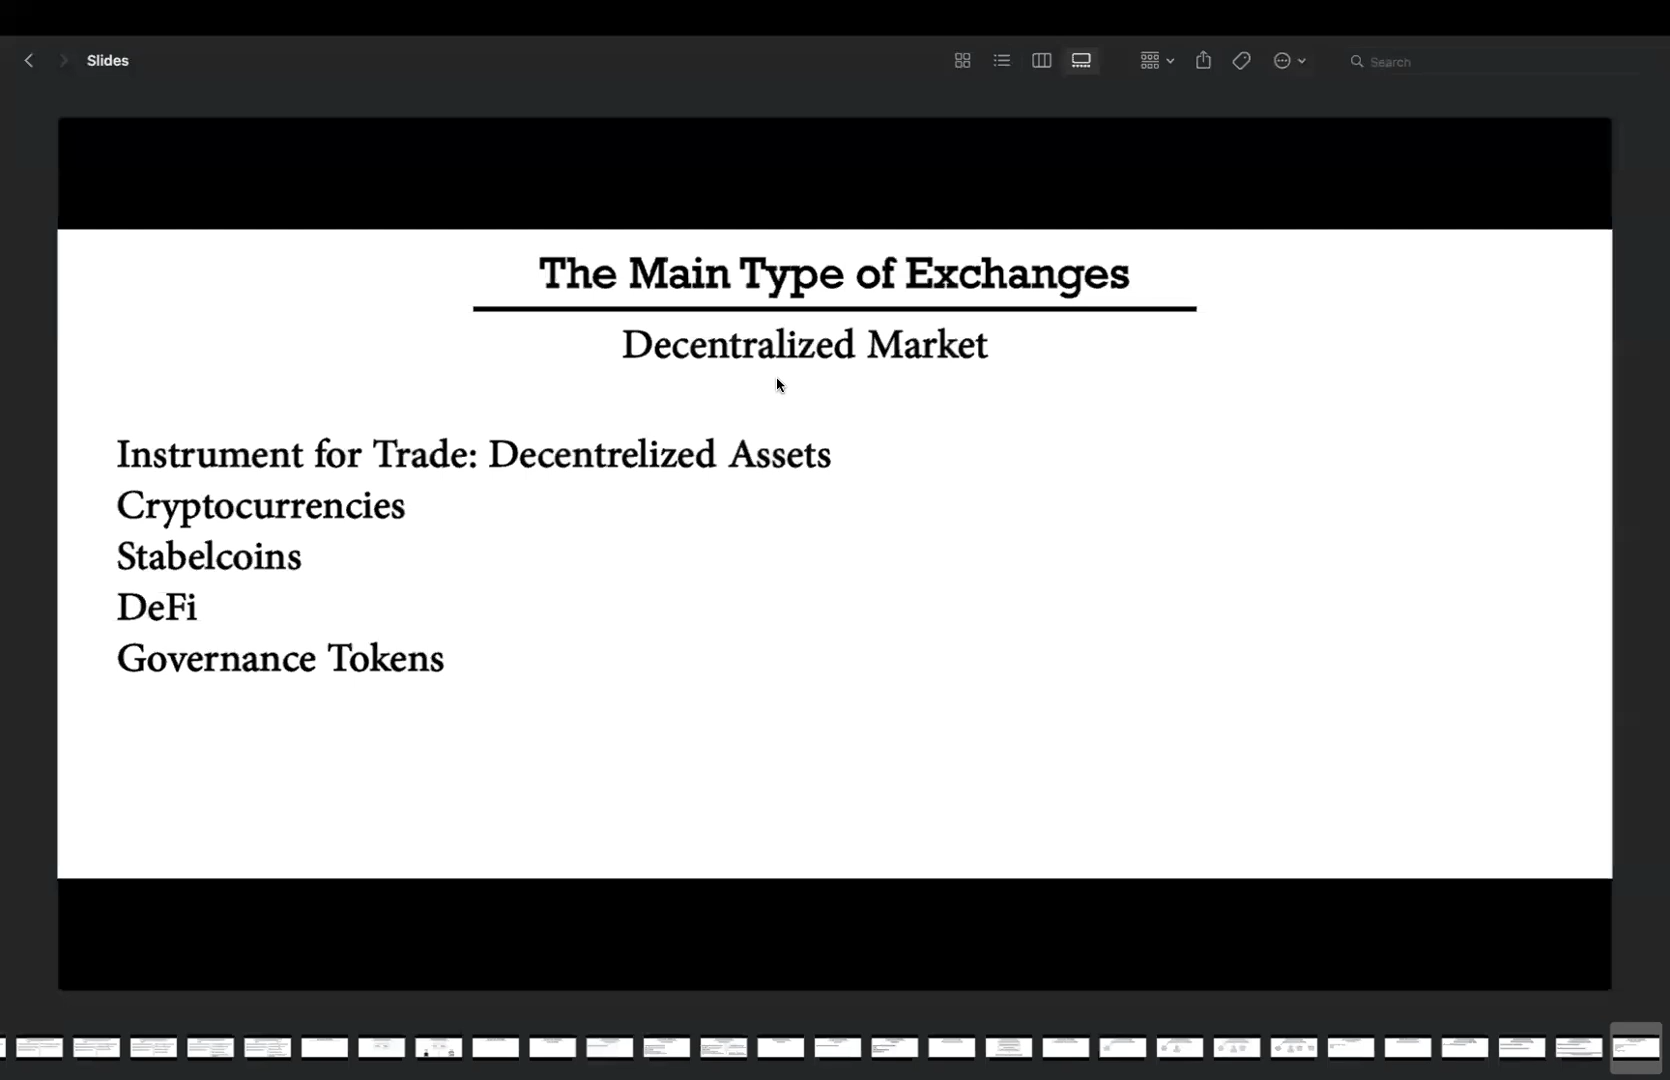 Slides
Search
The Main Type of Exchanges
Decentralized Market
Instrument for Trade: Decentrelized Assets
Cryptocurrencies
Stabelcoins
DeFi
Governance Tokens